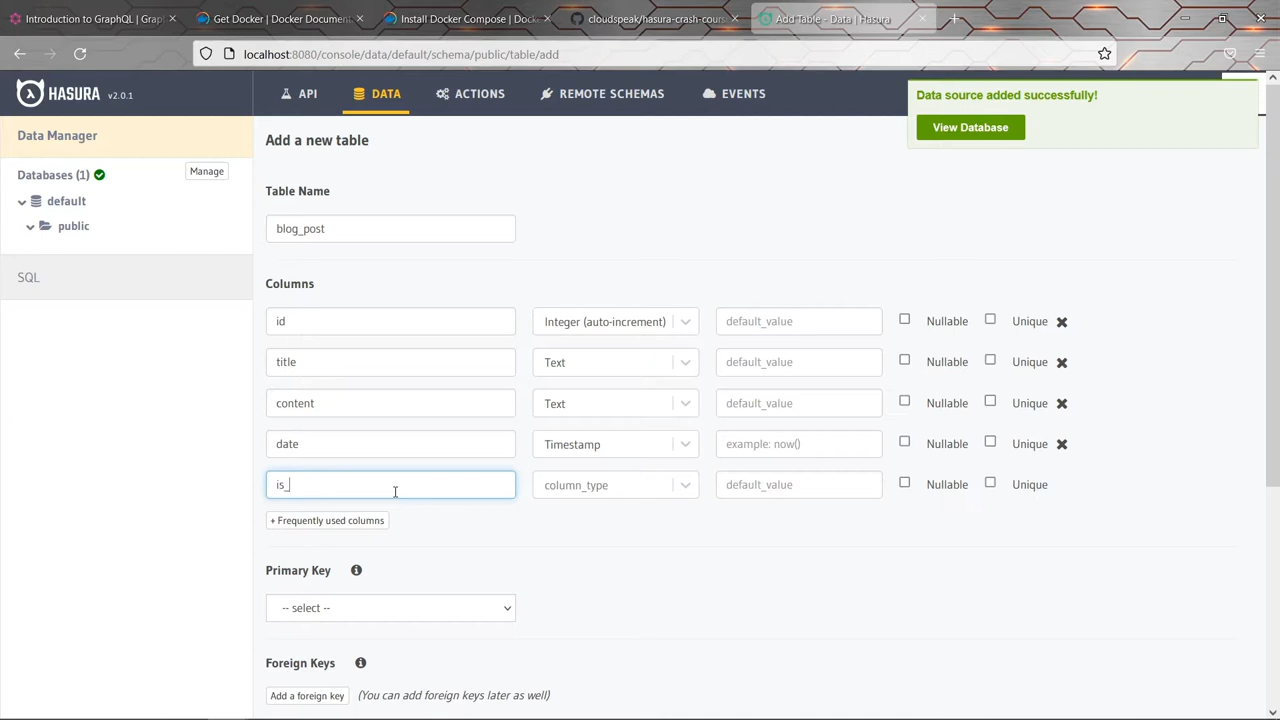 Introduction to GraphQL | Graph
Get Docker | Docker Documen
Install Docker Compose | Dock
cloudspeak/hasura-crash-cours
Add Table - Data | Hasura
localhost:8080/console/data/default/schema/public/table/add
HASURA v2.0.1
API
DATA
ACTIONS
REMOTE SCHEMAS
EVENTS
Data source added successfully!
View Database
Data Manager
Databases (1)
Manage
default
public
SQL
Add a new table
Table Name
blog_post
Columns
id Integer (auto-increment) default_value Nullable Unique
title Text default_value Nullable Unique
content Text default_value Nullable Unique
date Timestamp example: now() Nullable Unique
is_ column_type default_value Nullable Unique
+ Frequently used columns
Primary Key
-- select --
Foreign Keys
Add a foreign key (You can add foreign keys later as well)